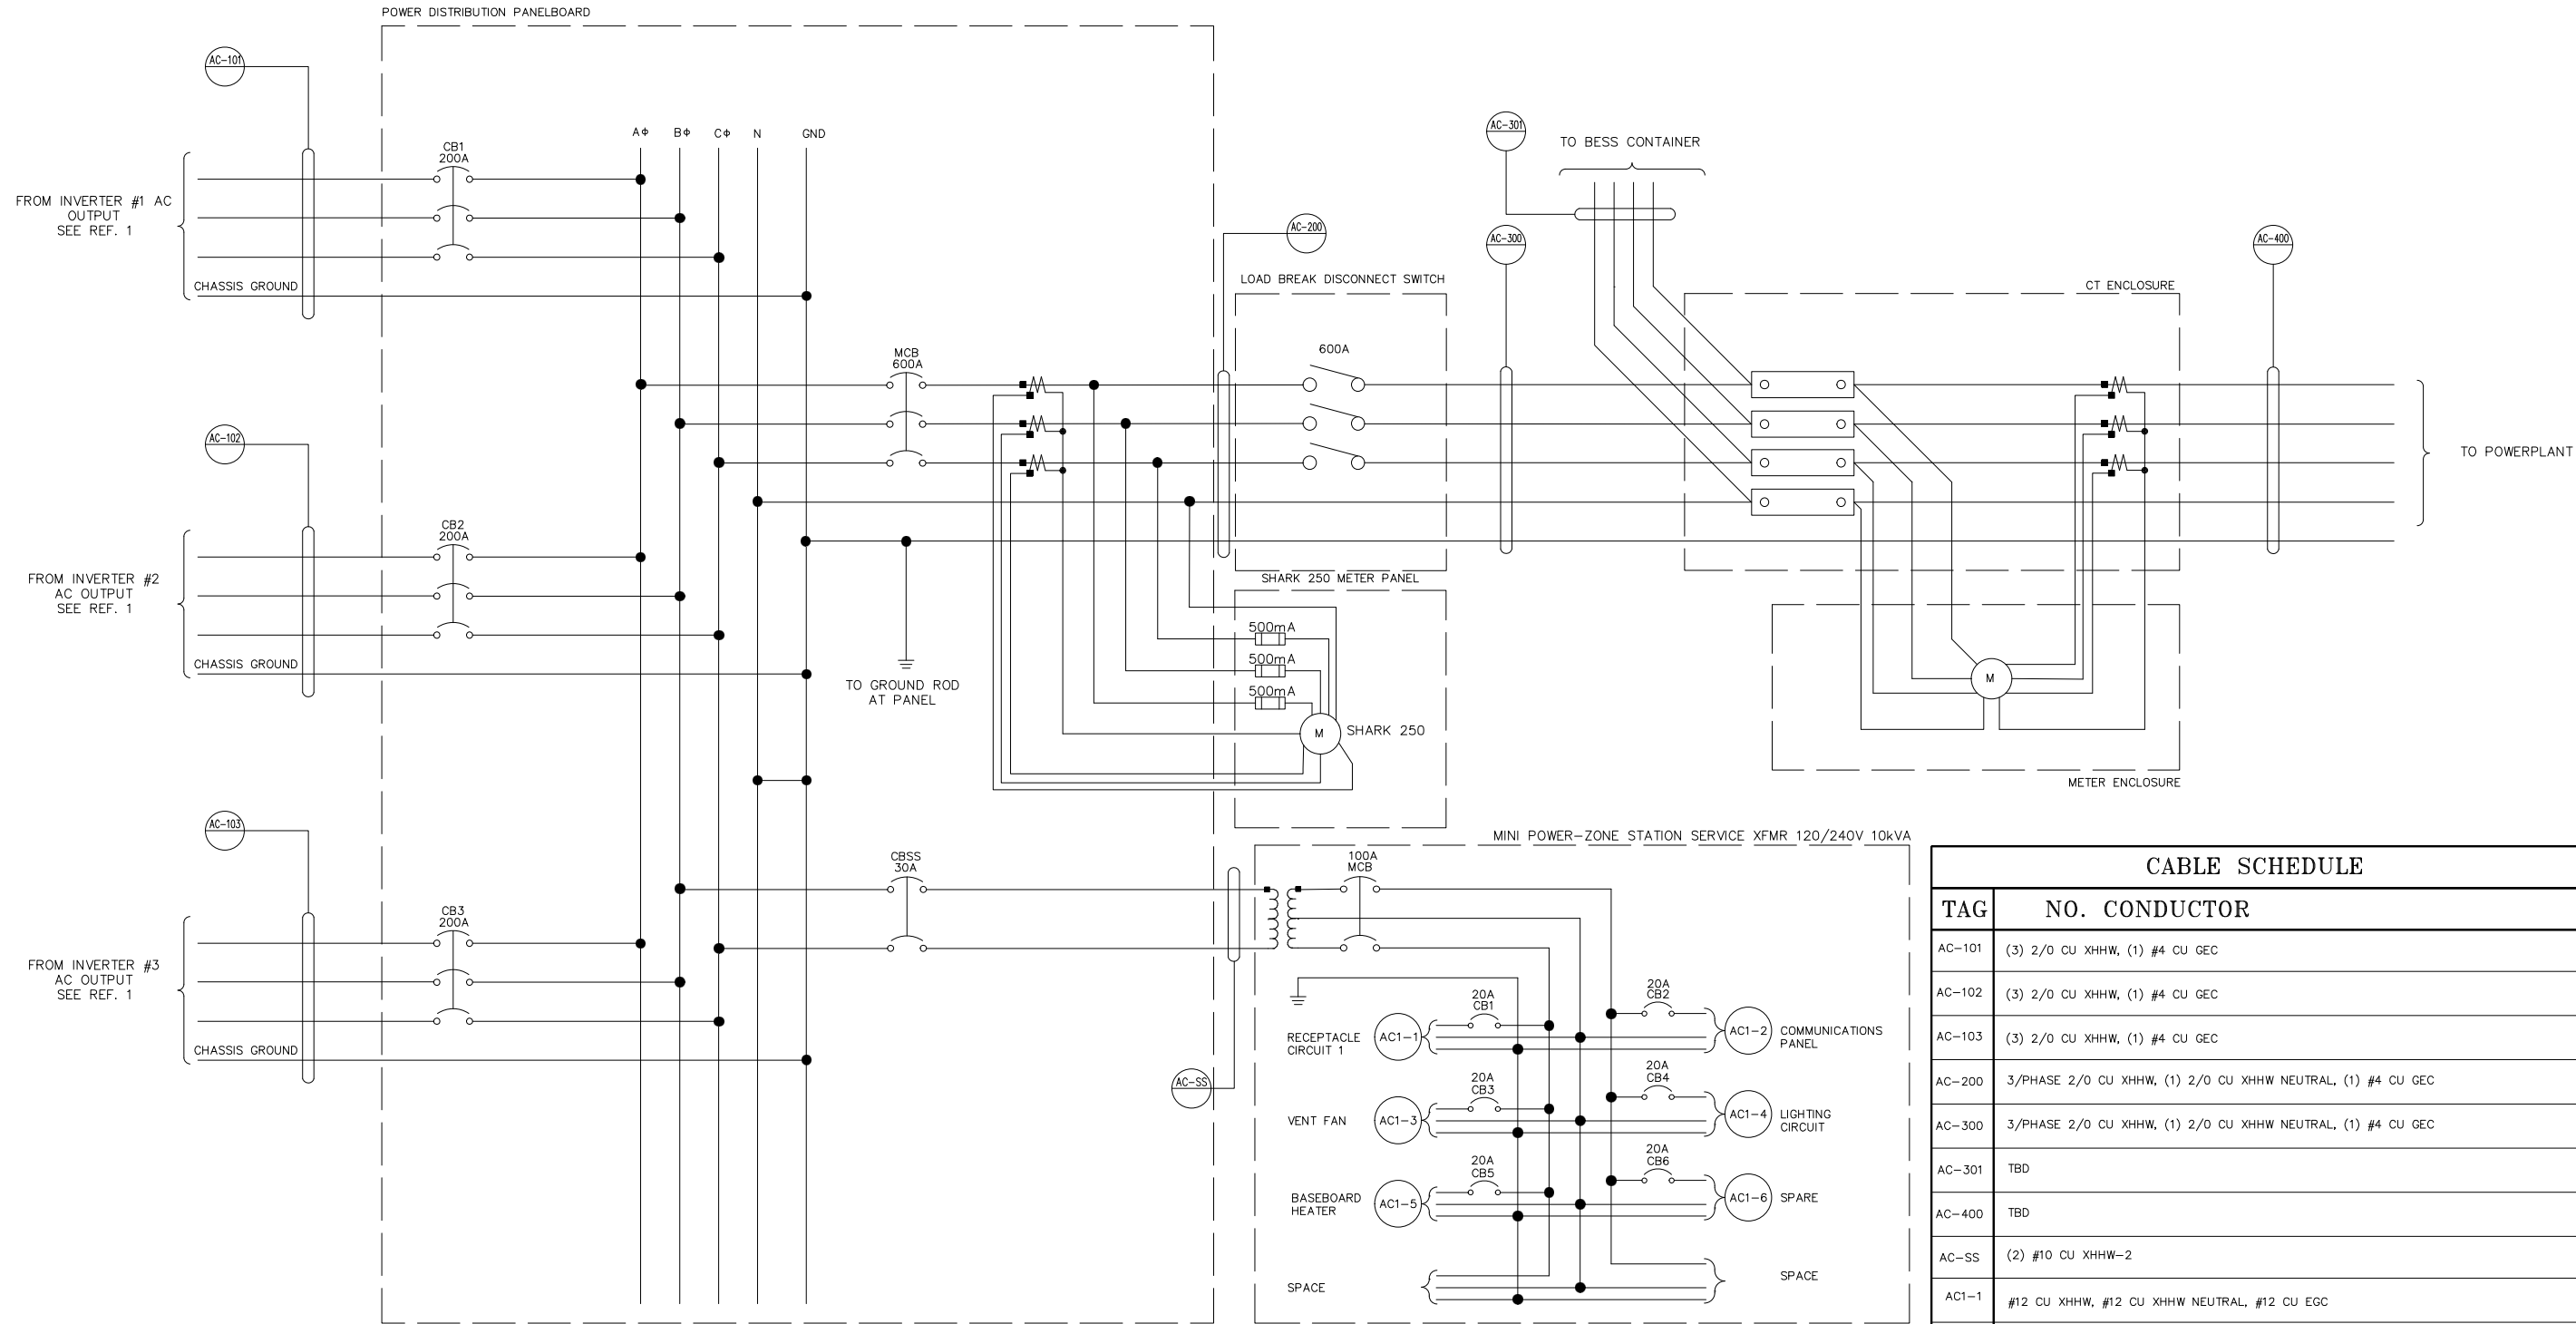 POWER DISTRIBUTION PANELBOARD
AC-101
AΦ
BΦ
CΦ
N
GND
CB1
200A
FROM INVERTER #1 AC
OUTPUT
SEE REF. 1
CHASSIS GROUND
AC-102
CB2
200A
FROM INVERTER #2
AC OUTPUT
SEE REF. 1
CHASSIS GROUND
AC-103
CB3
200A
FROM INVERTER #3
AC OUTPUT
SEE REF. 1
CHASSIS GROUND
MCB
600A
TO GROUND ROD
AT PANEL
CBSS
30A
AC-200
LOAD BREAK DISCONNECT SWITCH
600A
SHARK 250 METER PANEL
500mA
500mA
500mA
M
SHARK 250
AC-301
TO BESS CONTAINER
AC-300
CT ENCLOSURE
AC-400
TO POWERPLANT
M
METER ENCLOSURE
AC-SS
MINI POWER-ZONE STATION SERVICE XFMR 120/240V 10kVA
100A
MCB
20A
CB1
RECEPTACLE
CIRCUIT 1
AC1-1
20A
CB2
AC1-2
COMMUNICATIONS
PANEL
20A
CB3
VENT FAN
AC1-3
20A
CB4
AC1-4
LIGHTING
CIRCUIT
20A
CB5
BASEBOARD
HEATER
AC1-5
20A
CB6
AC1-6
SPARE
SPACE
SPACE
CABLE SCHEDULE
TAG NO. CONDUCTOR
AC-101 (3) 2/0 CU XHHW, (1) #4 CU GEC
AC-102 (3) 2/0 CU XHHW, (1) #4 CU GEC
AC-103 (3) 2/0 CU XHHW, (1) #4 CU GEC
AC-200 3/PHASE 2/0 CU XHHW, (1) 2/0 CU XHHW NEUTRAL, (1) #4 CU GEC
AC-300 3/PHASE 2/0 CU XHHW, (1) 2/0 CU XHHW NEUTRAL, (1) #4 CU GEC
AC-301 TBD
AC-400 TBD
AC-SS (2) #10 CU XHHW-2
AC1-1 #12 CU XHHW, #12 CU XHHW NEUTRAL, #12 CU EGC